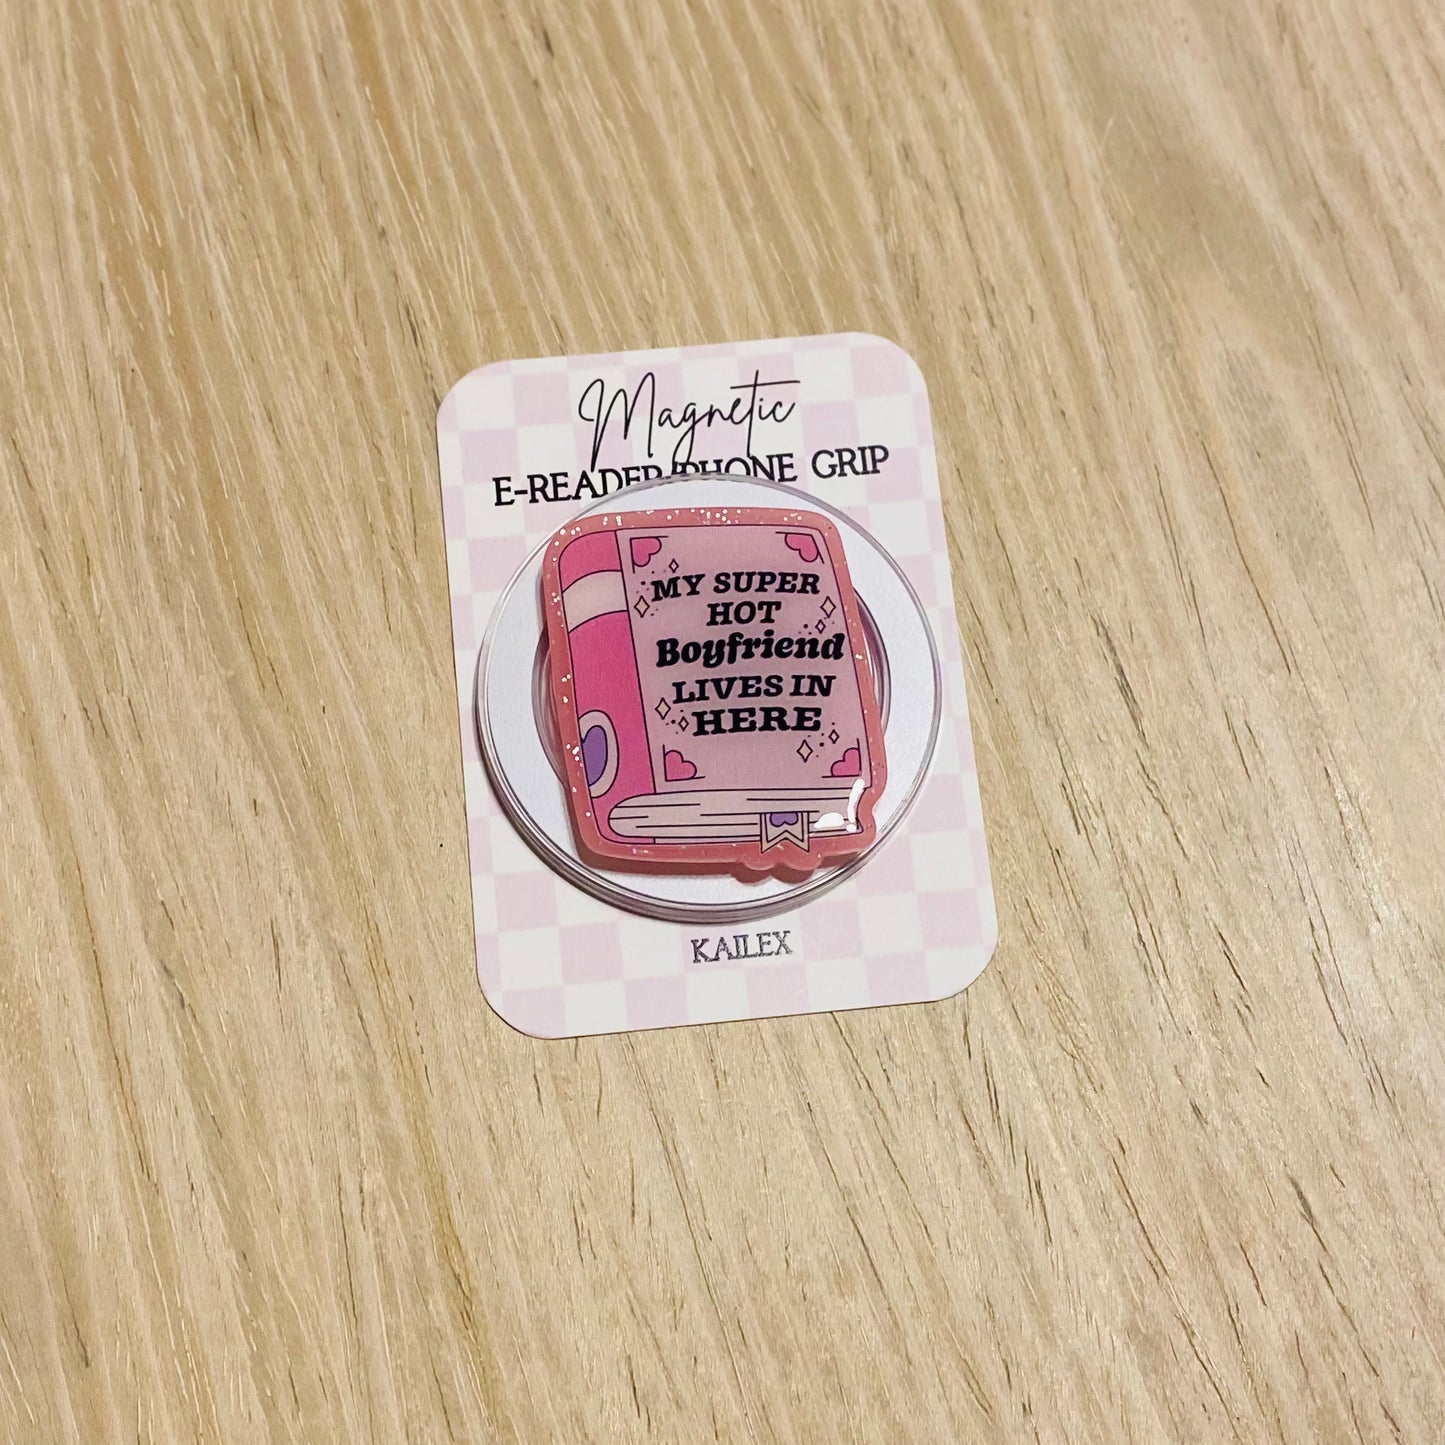 Magnetic
E-READER/PHONE GRIP
MY SUPER
HOT
Boyfriend
LIVES IN
HERE
KAILEX